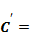 c′ =